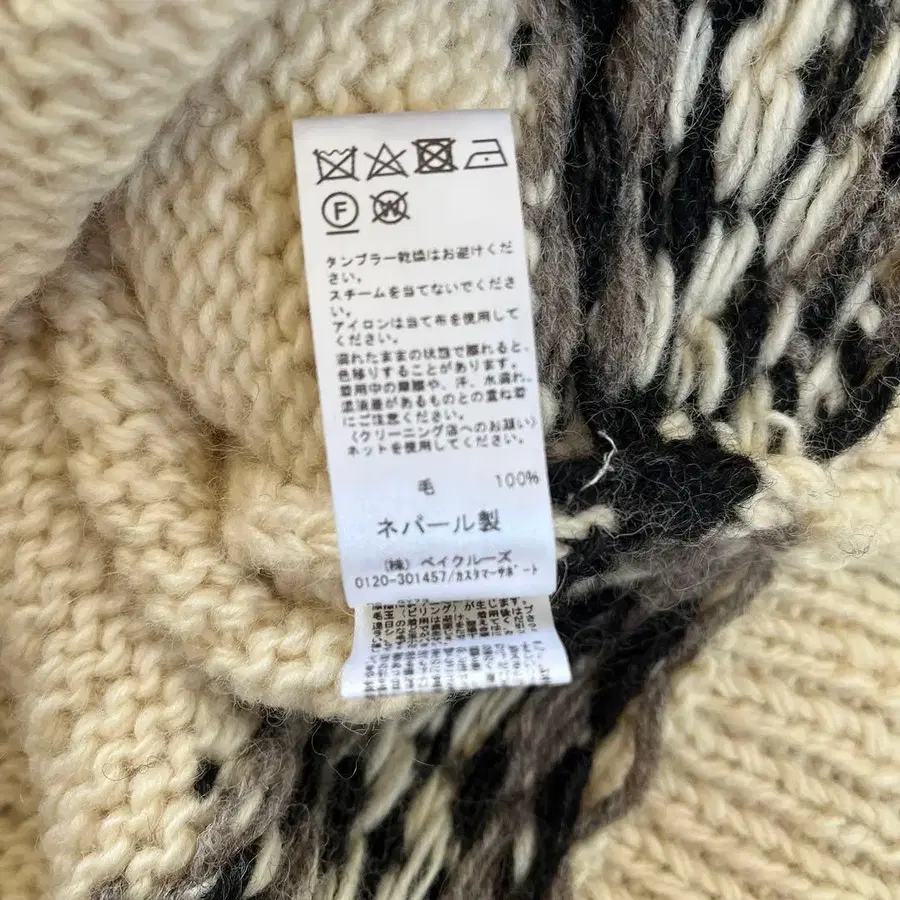 F
W
タンブラー乾燥はお避けくだ
さい。
スチームを当てないでくださ
い。
アイロンは当て布を使用して
ください。
濡れたままの状態で擦れると、
色移りすることがあります。
着用中の摩擦や、汗、水濡れ、
濃淡差があるものとの重ね着
にご注意ください。
〈クリーニング店へのお願い〉
ネットを使用してください。
毛 100%
ネパール製
(株) ベイクルーズ
0120-301457/カスタマーサポート